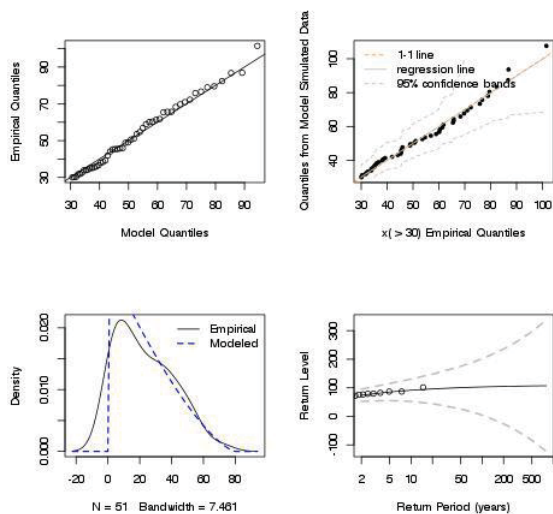 Empirical Quantiles
90
70
50
30
30 40 50 60 70 80 90
Model Quantiles
Quantiles from Model Simulated Data
100
80
60
40
1-1 line
regression line
95% confidence bands
30 40 50 60 70 80 90 100
x( > 30) Empirical Quantiles
Density
0.020
0.010
0.000
Empirical
Modeled
-20 0 20 40 60 80
N = 51 Bandwidth = 7.461
Return Level
300
200
100
0
-100
2 5 10 50 200 500
Return Period (years)